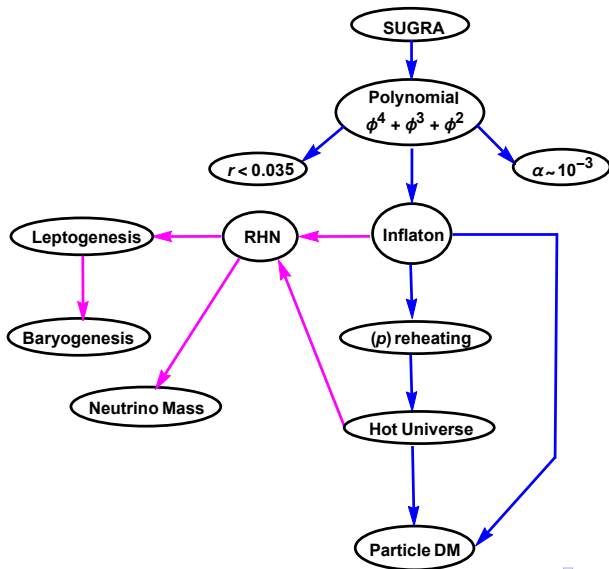 SUGRA
Polynomial
ϕ⁴ + ϕ³ + ϕ²
r < 0.035
α ~ 10⁻³
Leptogenesis
RHN
Inflaton
Baryogenesis
(p) reheating
Neutrino Mass
Hot Universe
Particle DM